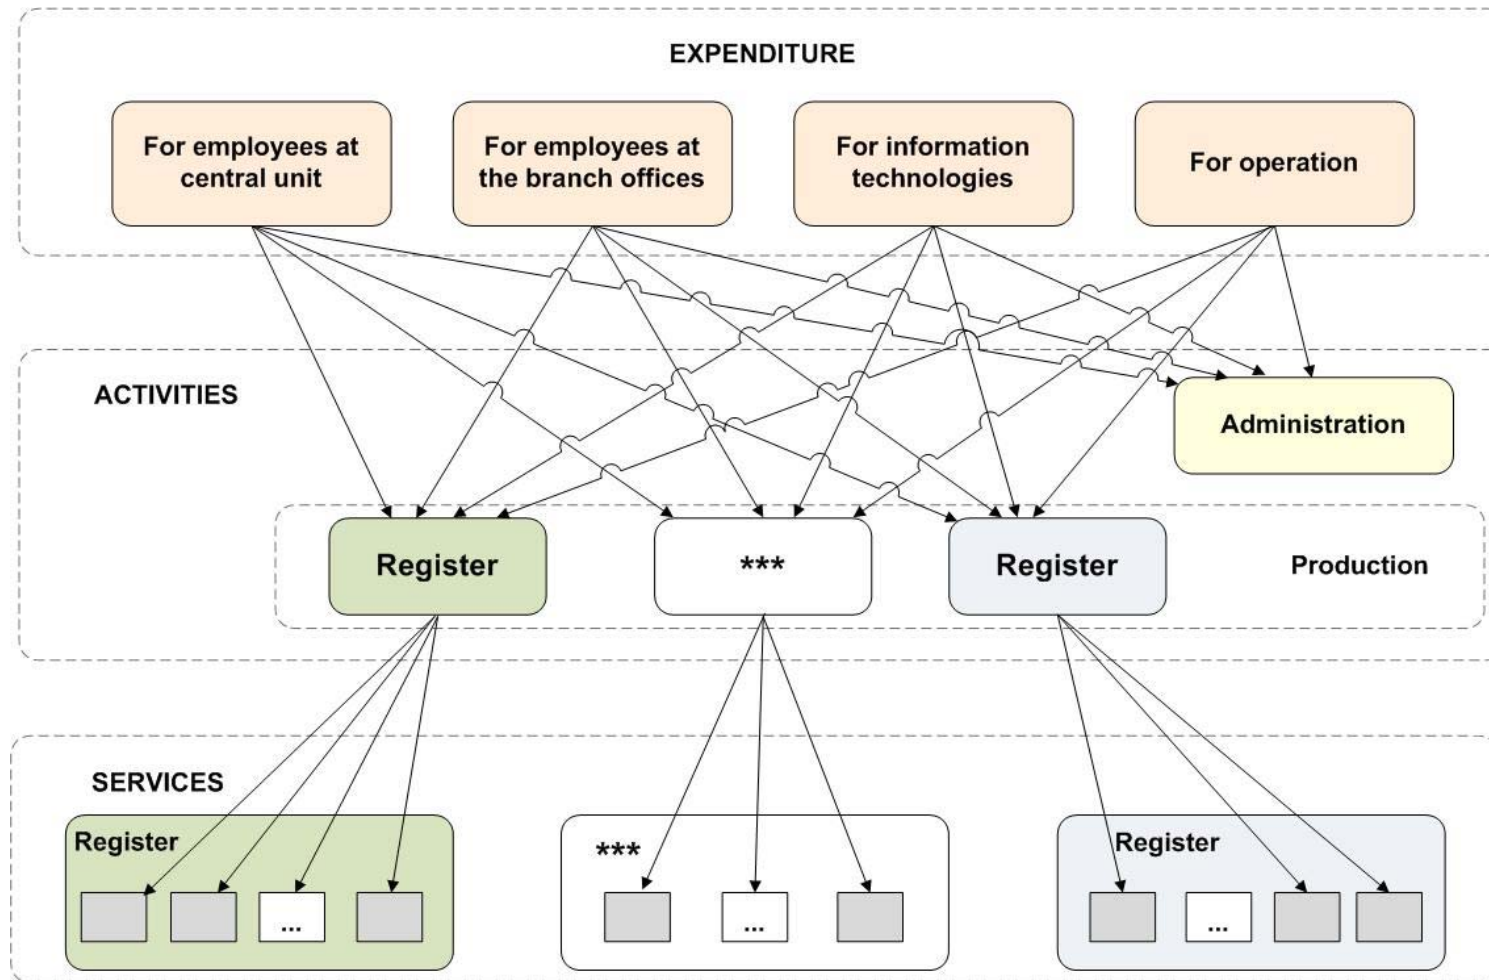 EXPENDITURE
For employees at
central unit
For employees at
the branch offices
For information
technologies
For operation
ACTIVITIES
Administration
Register
***
Register
Production
SERVICES
Register
***
Register
...
...
...